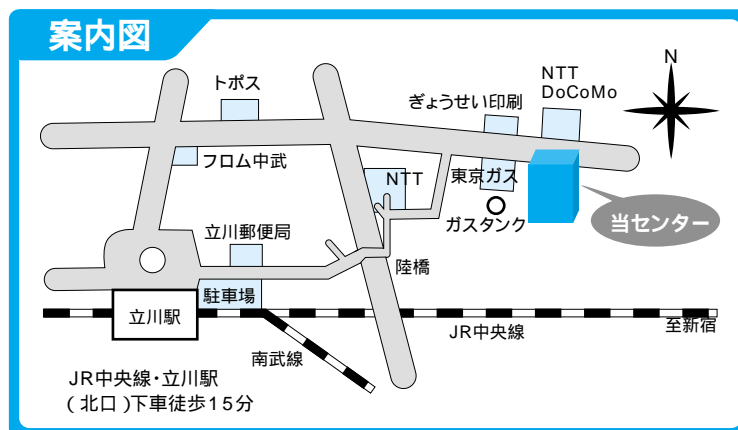 案内図
N
トポス
NTT
DoCoMo
ぎょうせい印刷
フロム中武
NTT
東京ガス
ガスタンク
当センター
立川郵便局
陸橋
駐車場
立川駅
JR中央線
至新宿
南武線
JR中央線・立川駅
(北口)下車徒歩15分